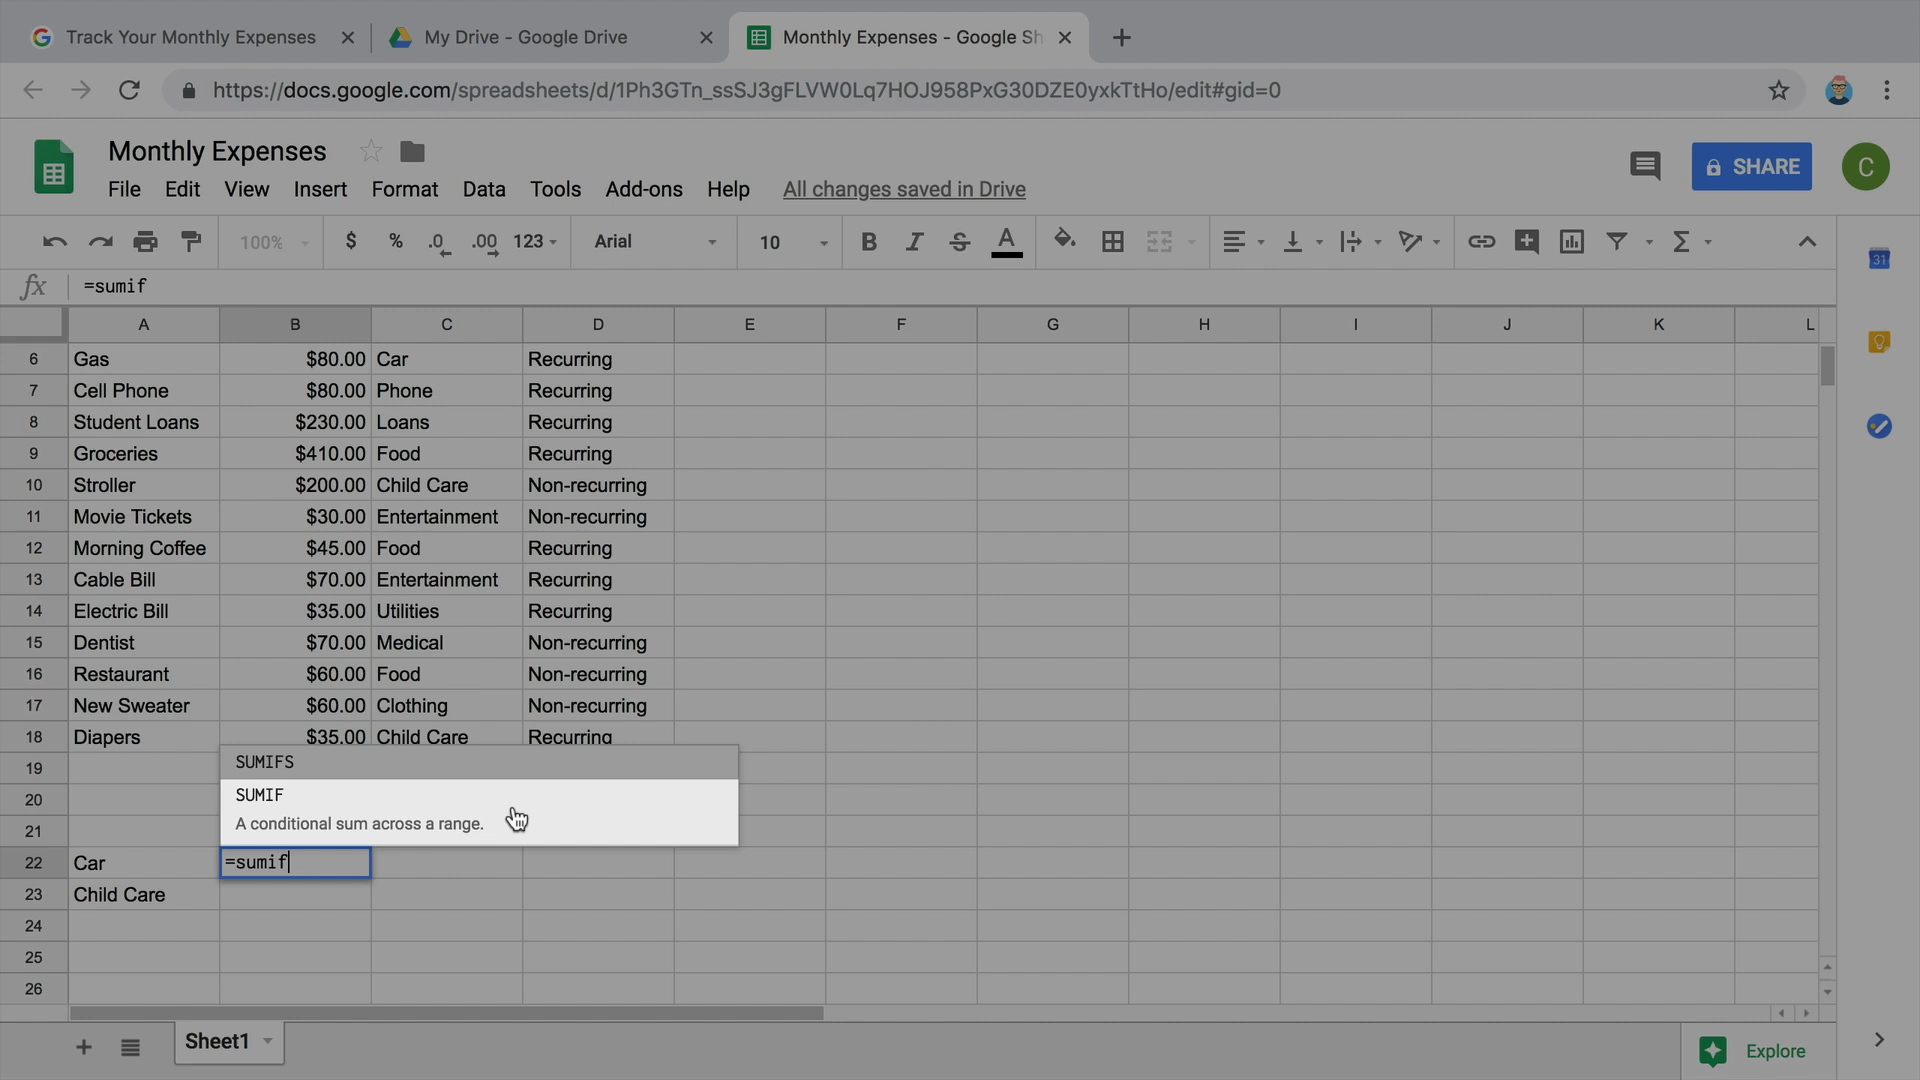 Track Your Monthly Expenses
My Drive - Google Drive
Monthly Expenses - Google Sh
https://docs.google.com/spreadsheets/d/1Ph3GTn_ssSJ3gFLVW0Lq7HOJ958PxG30DZE0yxkTtHo/edit#gid=0
Monthly Expenses
File Edit View Insert Format Data Tools Add-ons Help All changes saved in Drive
SHARE
C
100% $ % .0 .00 123 Arial 10 B I S A Σ
31
fx =sumif
A B C D E F G H I J K L
6 Gas $80.00 Car Recurring
7 Cell Phone $80.00 Phone Recurring
8 Student Loans $230.00 Loans Recurring
9 Groceries $410.00 Food Recurring
10 Stroller $200.00 Child Care Non-recurring
11 Movie Tickets $30.00 Entertainment Non-recurring
12 Morning Coffee $45.00 Food Recurring
13 Cable Bill $70.00 Entertainment Recurring
14 Electric Bill $35.00 Utilities Recurring
15 Dentist $70.00 Medical Non-recurring
16 Restaurant $60.00 Food Non-recurring
17 New Sweater $60.00 Clothing Non-recurring
18 Diapers $35.00 Child Care Recurring
19
SUMIFS
20
SUMIF
A conditional sum across a range.
21
22 Car =sumif
23 Child Care
24
25
26
Sheet1
Explore